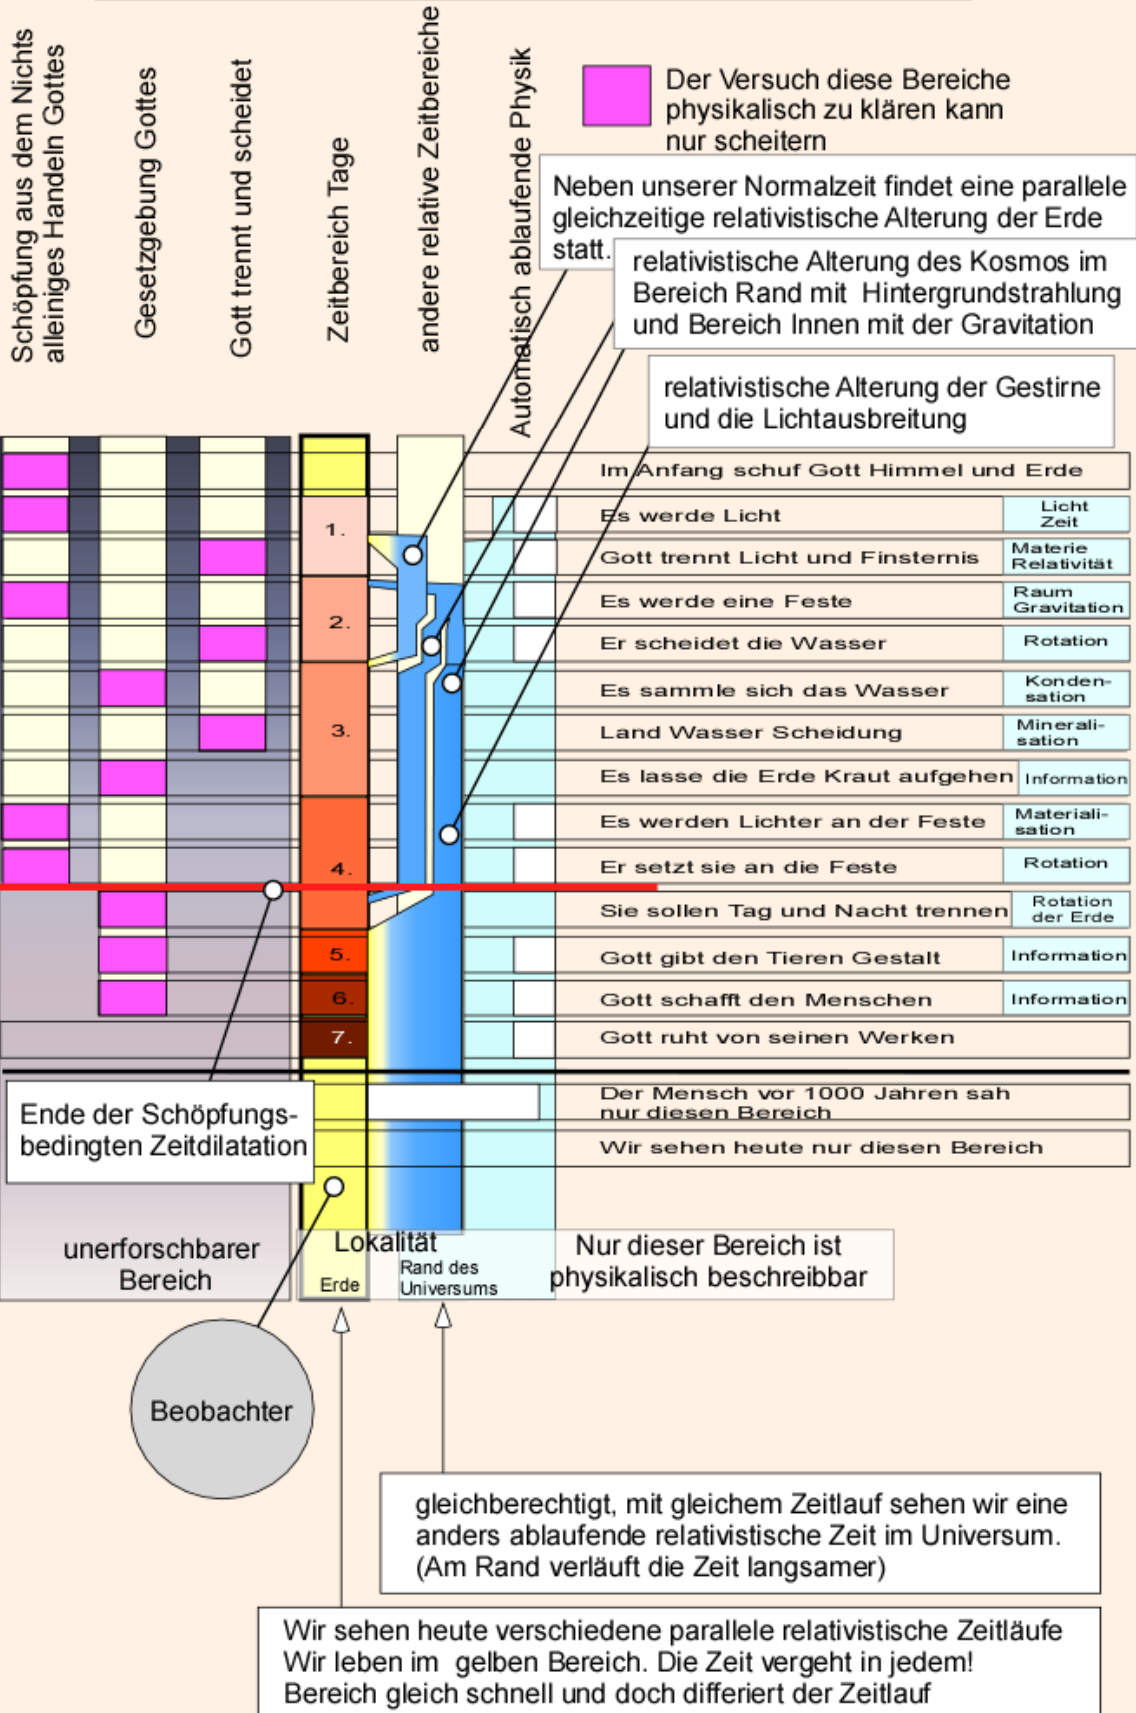 Schöpfung aus dem Nichts
alleiniges Handeln Gottes
Gesetzgebung Gottes
Gott trennt und scheidet
Zeitbereich Tage
andere relative Zeitbereiche
Automatisch ablaufende Physik
Der Versuch diese Bereiche
physikalisch zu klären kann
nur scheitern
Neben unserer Normalzeit findet eine parallele
gleichzeitige relativistische Alterung der Erde
statt.
relativistische Alterung des Kosmos im
Bereich Rand mit Hintergrundstrahlung
und Bereich Innen mit der Gravitation
relativistische Alterung der Gestirne
und die Lichtausbreitung
Im Anfang schuf Gott Himmel und Erde
1.
Es werde Licht
Licht
Zeit
Gott trennt Licht und Finsternis
Materie
Relativität
2.
Es werde eine Feste
Raum
Gravitation
Er scheidet die Wasser
Rotation
3.
Es sammle sich das Wasser
Konden-
sation
Land Wasser Scheidung
Minerali-
sation
Es lasse die Erde Kraut aufgehen
Information
4.
Es werden Lichter an der Feste
Materiali-
sation
Er setzt sie an die Feste
Rotation
Sie sollen Tag und Nacht trennen
Rotation
der Erde
5.
Gott gibt den Tieren Gestalt
Information
6.
Gott schafft den Menschen
Information
7.
Gott ruht von seinen Werken
Der Mensch vor 1000 Jahren sah
nur diesen Bereich
Wir sehen heute nur diesen Bereich
Ende der Schöpfungs-
bedingten Zeitdilatation
unerforschbarer
Bereich
Lokalität
Erde
Rand des
Universums
Nur dieser Bereich ist
physikalisch beschreibbar
Beobachter
gleichberechtigt, mit gleichem Zeitlauf sehen wir eine
anders ablaufende relativistische Zeit im Universum.
(Am Rand verläuft die Zeit langsamer)
Wir sehen heute verschiedene parallele relativistische Zeitläufe
Wir leben im gelben Bereich. Die Zeit vergeht in jedem!
Bereich gleich schnell und doch differiert der Zeitlauf